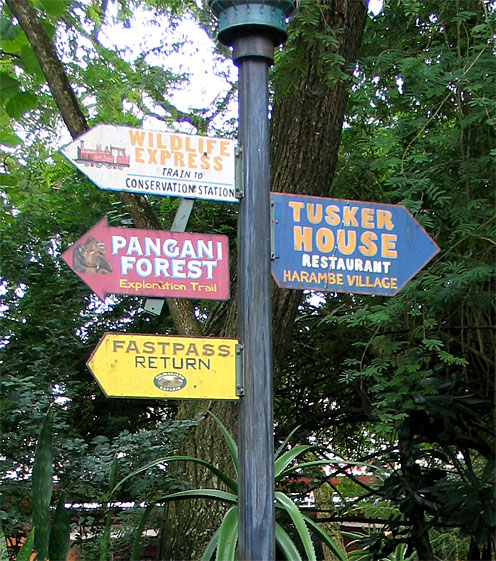 WILDLIFE
EXPRESS
TRAIN TO
CONSERVATION STATION
TUSKER
HOUSE
RESTAURANT
HARAMBE VILLAGE
PANGANI
FOREST
Exploration Trail
FASTPASS
RETURN